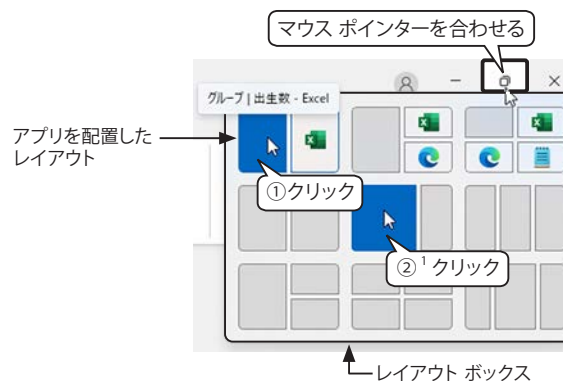 マウス ポインターを合わせる
グループ | 出生数 - Excel
アプリを配置した
レイアウト
①クリック
②¹クリック
レイアウト ボックス